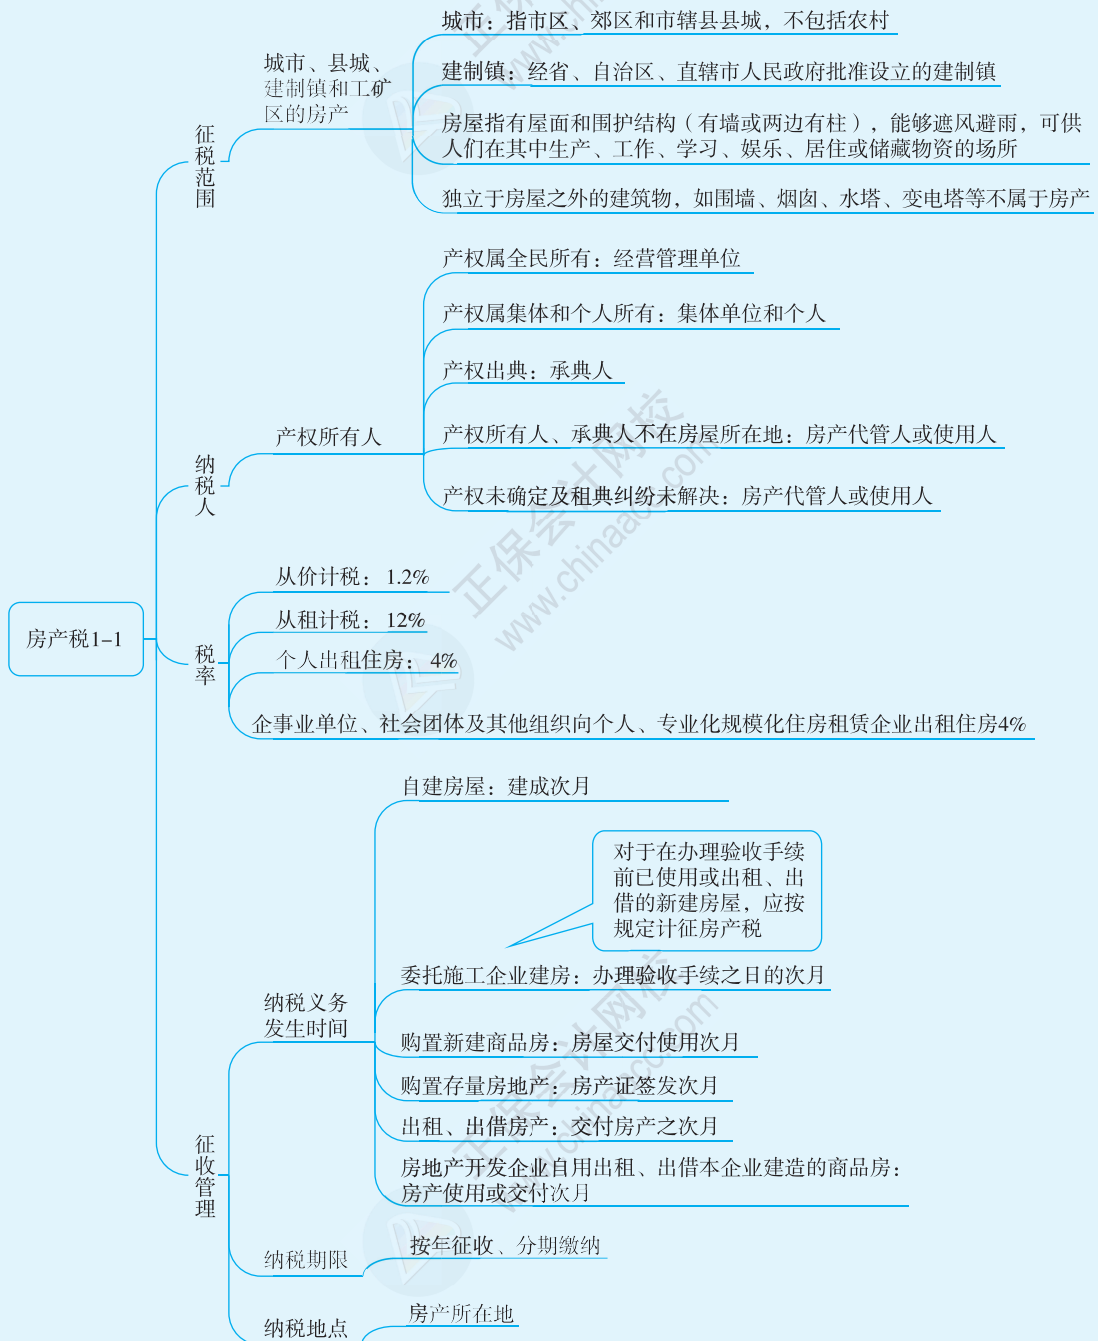 城市：指市区、郊区和市辖县县城，不包括农村
城市、县城、
建制镇和工矿
区的房产
建制镇：经省、自治区、直辖市人民政府批准设立的建制镇
房屋指有屋面和围护结构（有墙或两边有柱），能够遮风避雨，可供
人们在其中生产、工作、学习、娱乐、居住或储藏物资的场所
征税范围
独立于房屋之外的建筑物，如围墙、烟囱、水塔、变电塔等不属于房产
产权属全民所有：经营管理单位
产权属集体和个人所有：集体单位和个人
产权出典：承典人
产权所有人
产权所有人、承典人不在房屋所在地：房产代管人或使用人
纳税人
产权未确定及租典纠纷未解决：房产代管人或使用人
从价计税：1.2%
从租计税：12%
房产税1-1
税率
个人出租住房：4%
企事业单位、社会团体及其他组织向个人、专业化规模化住房租赁企业出租住房4%
自建房屋：建成次月
对于在办理验收手续
前已使用或出租、出
借的新建房屋，应按
规定计征房产税
委托施工企业建房：办理验收手续之日的次月
纳税义务
发生时间
购置新建商品房：房屋交付使用次月
购置存量房地产：房产证签发次月
出租、出借房产：交付房产之次月
征收管理
房地产开发企业自用出租、出借本企业建造的商品房：
房产使用或交付次月
纳税期限
按年征收、分期缴纳
纳税地点
房产所在地
正保会计网校
www.chinaacc.com
正保会计网校
www.chinaacc.com